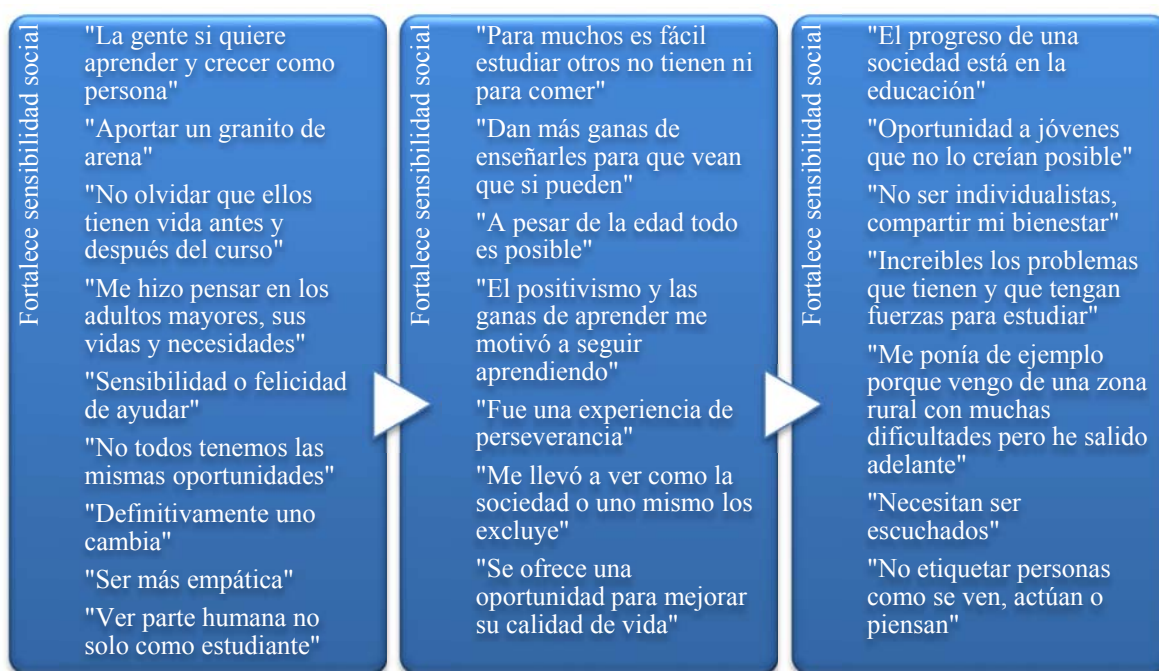 Fortalece sensibilidad social
"La gente si quiere
aprender y crecer como
persona"
"Aportar un granito de
arena"
"No olvidar que ellos
tienen vida antes y
después del curso"
"Me hizo pensar en los
adultos mayores, sus
vidas y necesidades"
"Sensibilidad o felicidad
de ayudar"
"No todos tenemos las
mismas oportunidades"
"Definitivamente uno
cambia"
"Ser más empática"
"Ver parte humana no
solo como estudiante"
Fortalece sensibilidad social
"Para muchos es fácil
estudiar otros no tienen ni
para comer"
"Dan más ganas de
enseñarles para que vean
que si pueden"
"A pesar de la edad todo
es posible"
"El positivismo y las
ganas de aprender me
motivó a seguir
aprendiendo"
"Fue una experiencia de
perseverancia"
"Me llevó a ver como la
sociedad o uno mismo los
excluye"
"Se ofrece una
oportunidad para mejorar
su calidad de vida"
Fortalece sensibilidad social
"El progreso de una
sociedad está en la
educación"
"Oportunidad a jóvenes
que no lo creían posible"
"No ser individualistas,
compartir mi bienestar"
"Increibles los problemas
que tienen y que tengan
fuerzas para estudiar"
"Me ponía de ejemplo
porque vengo de una zona
rural con muchas
dificultades pero he salido
adelante"
"Necesitan ser
escuchados"
"No etiquetar personas
como se ven, actúan o
piensan"